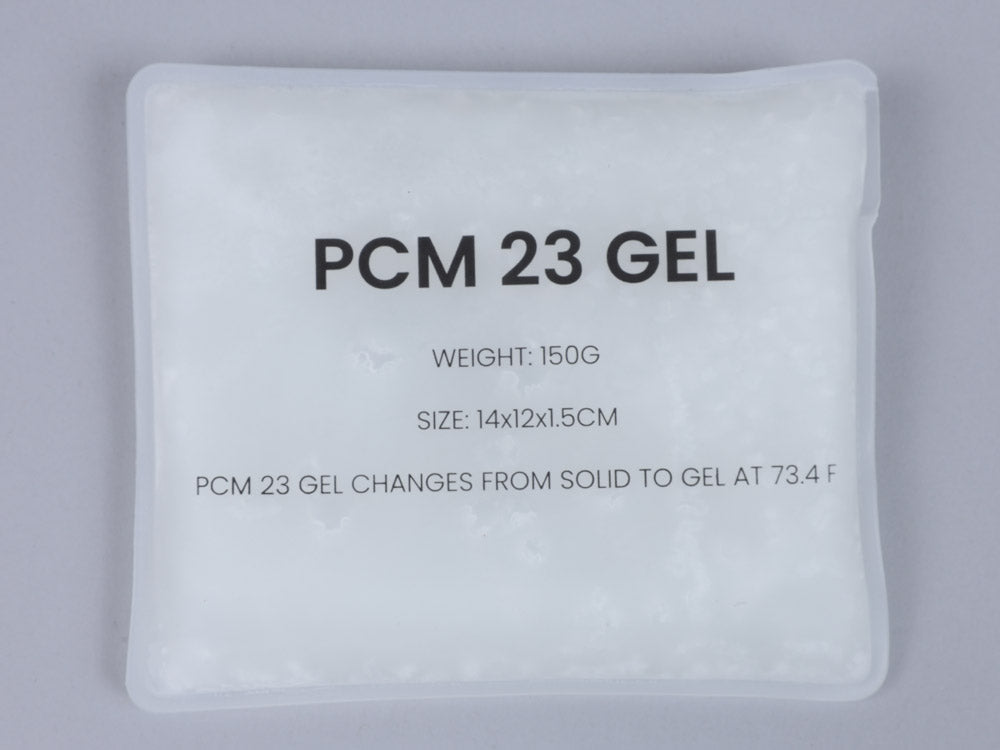 PCM 23 GEL
WEIGHT: 150G
SIZE: 14x12x1.5CM
PCM 23 GEL CHANGES FROM SOLID TO GEL AT 73.4 F